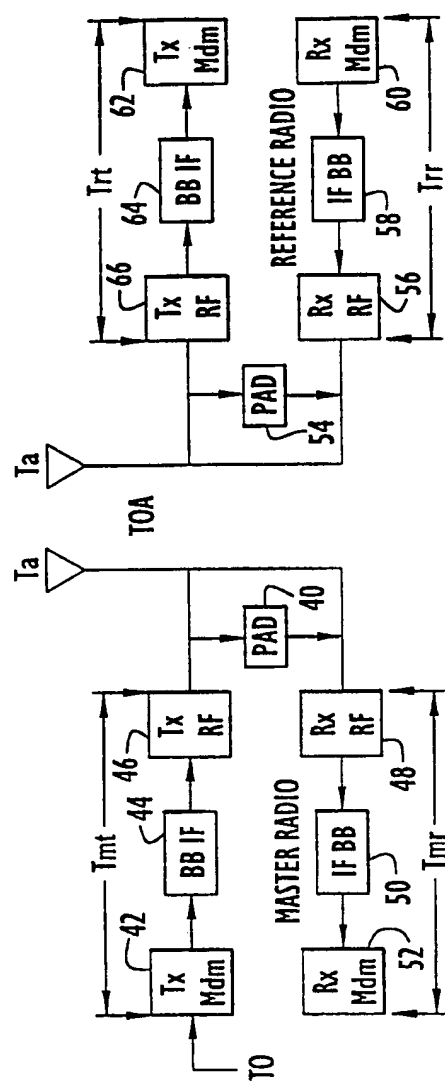 Ta
Ta
TOA
Tmt
Trt
46
Tx
RF
44
BB IF
42
Tx
Mdm
TO
PAD
40
MASTER RADIO
Rx
RF
48
IF BB
50
Rx
Mdm
52
Tmr
66
Tx
RF
64
BB IF
62
Tx
Mdm
PAD
54
REFERENCE RADIO
Rx
RF
56
IF BB
58
Rx
Mdm
60
Trr